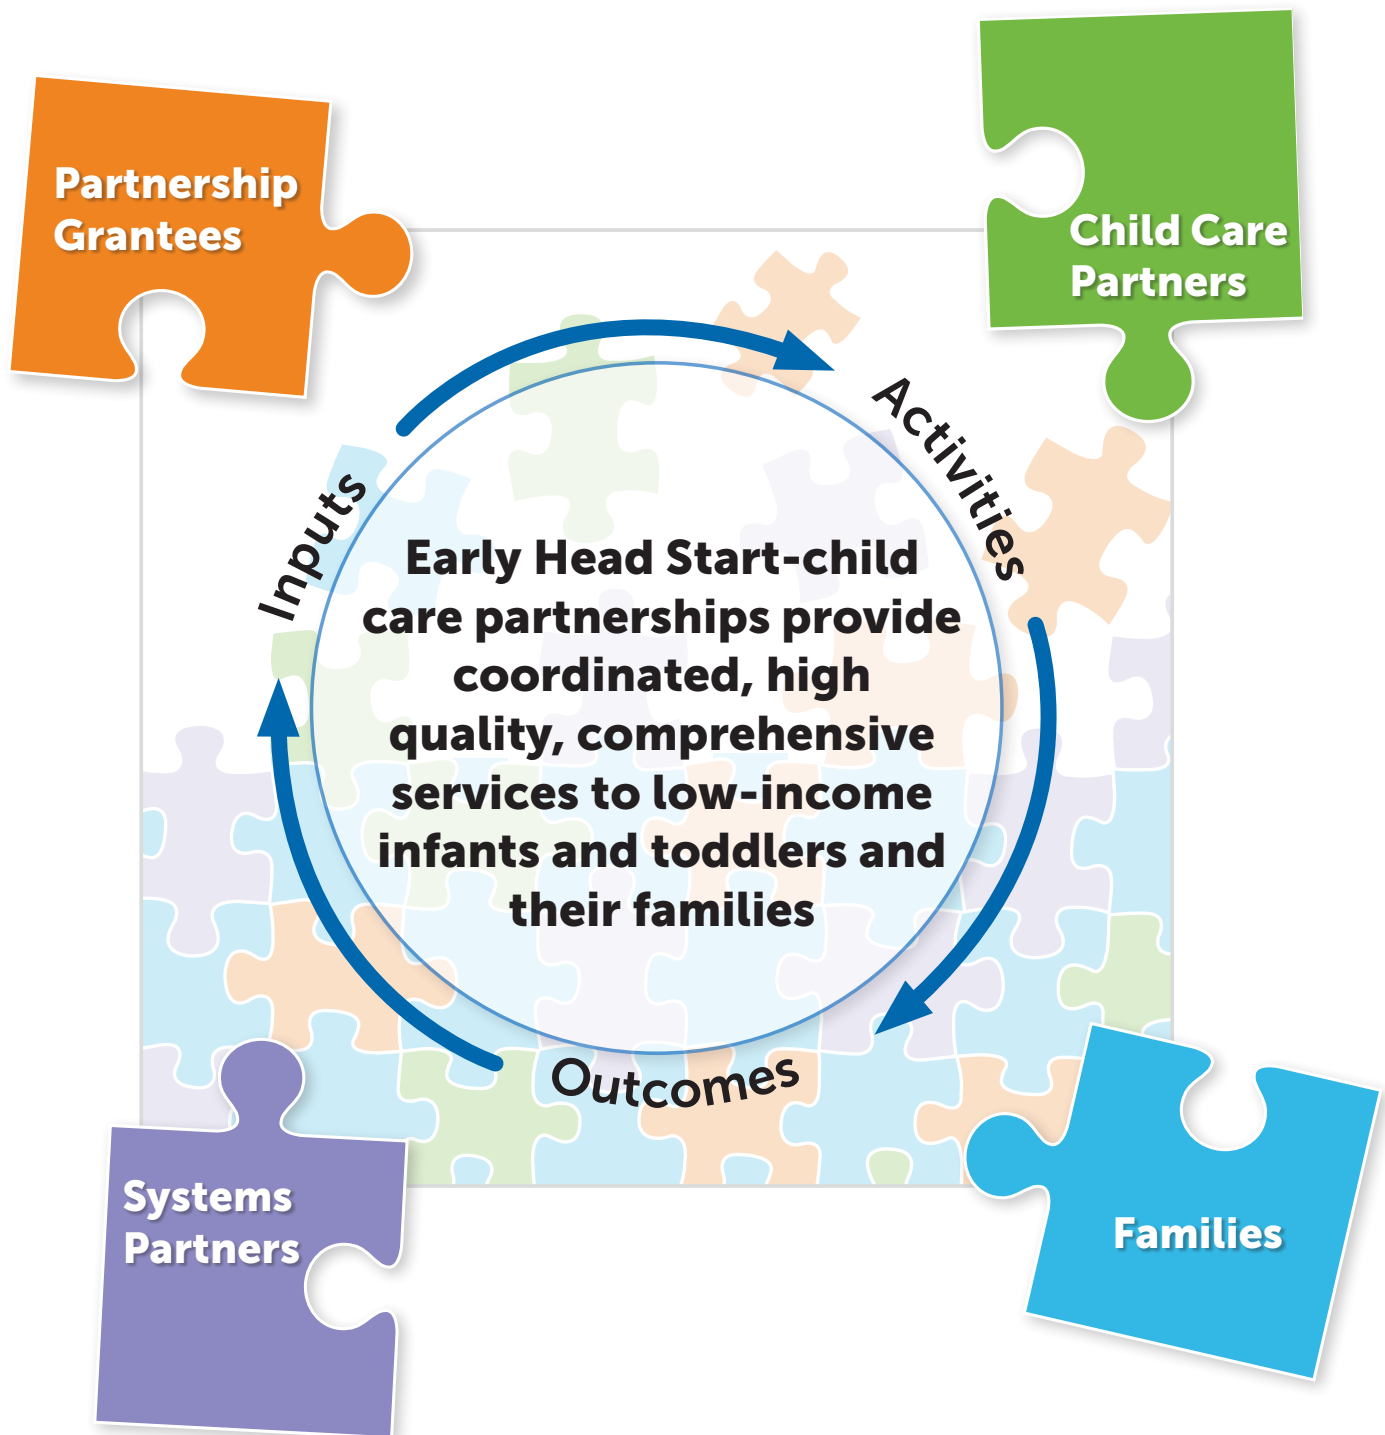 Partnership
Grantees
Child Care
Partners
Inputs
Activities
Early Head Start-child
care partnerships provide
coordinated, high
quality, comprehensive
services to low-income
infants and toddlers and
their families
Outcomes
Systems
Partners
Families